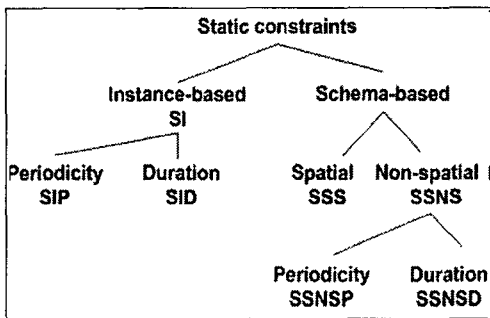 Static constraints
Instance-based
SI
Schema-based
Periodicity
SIP
Duration
SID
Spatial
SSS
Non-spatial
SSNS
Periodicity
SSNSP
Duration
SSNSD